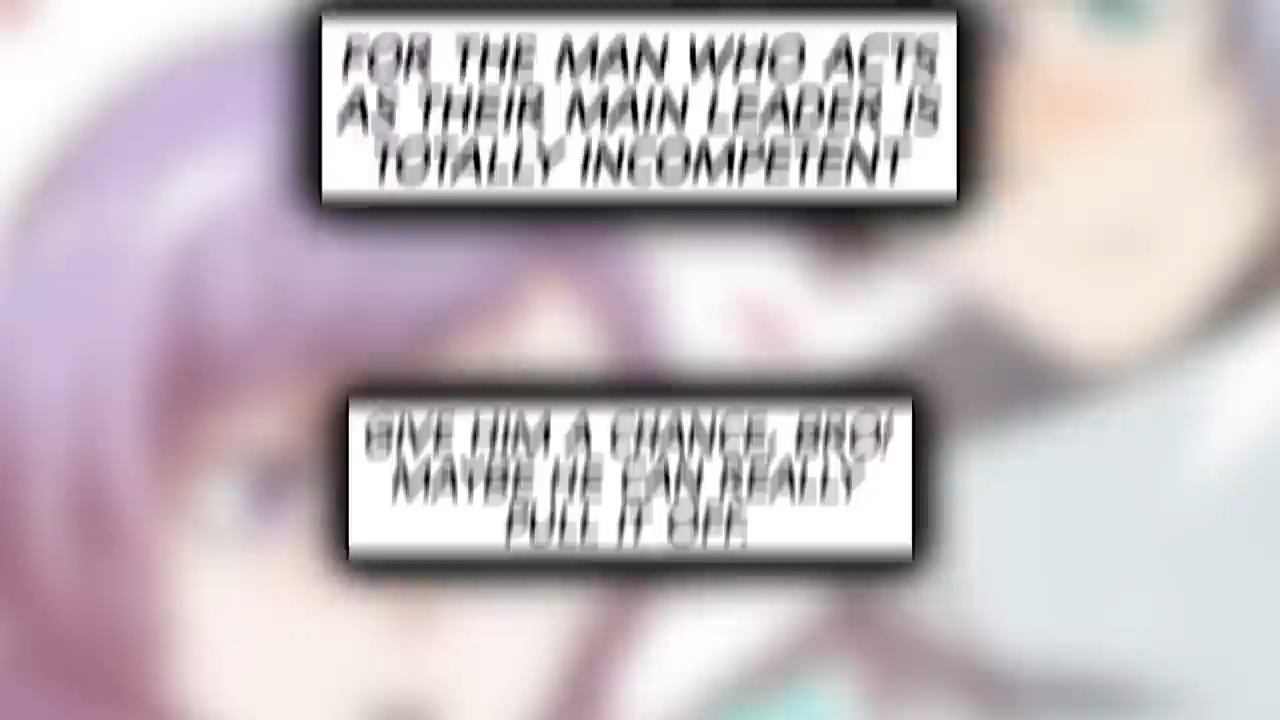 FOR THE MAN WHO ACTS
AS THEIR MAIN LEADER IS
TOTALLY INCOMPETENT
GIVE HIM A CHANCE, BRO!
MAYBE HE CAN REALLY
PULL IT OFF.